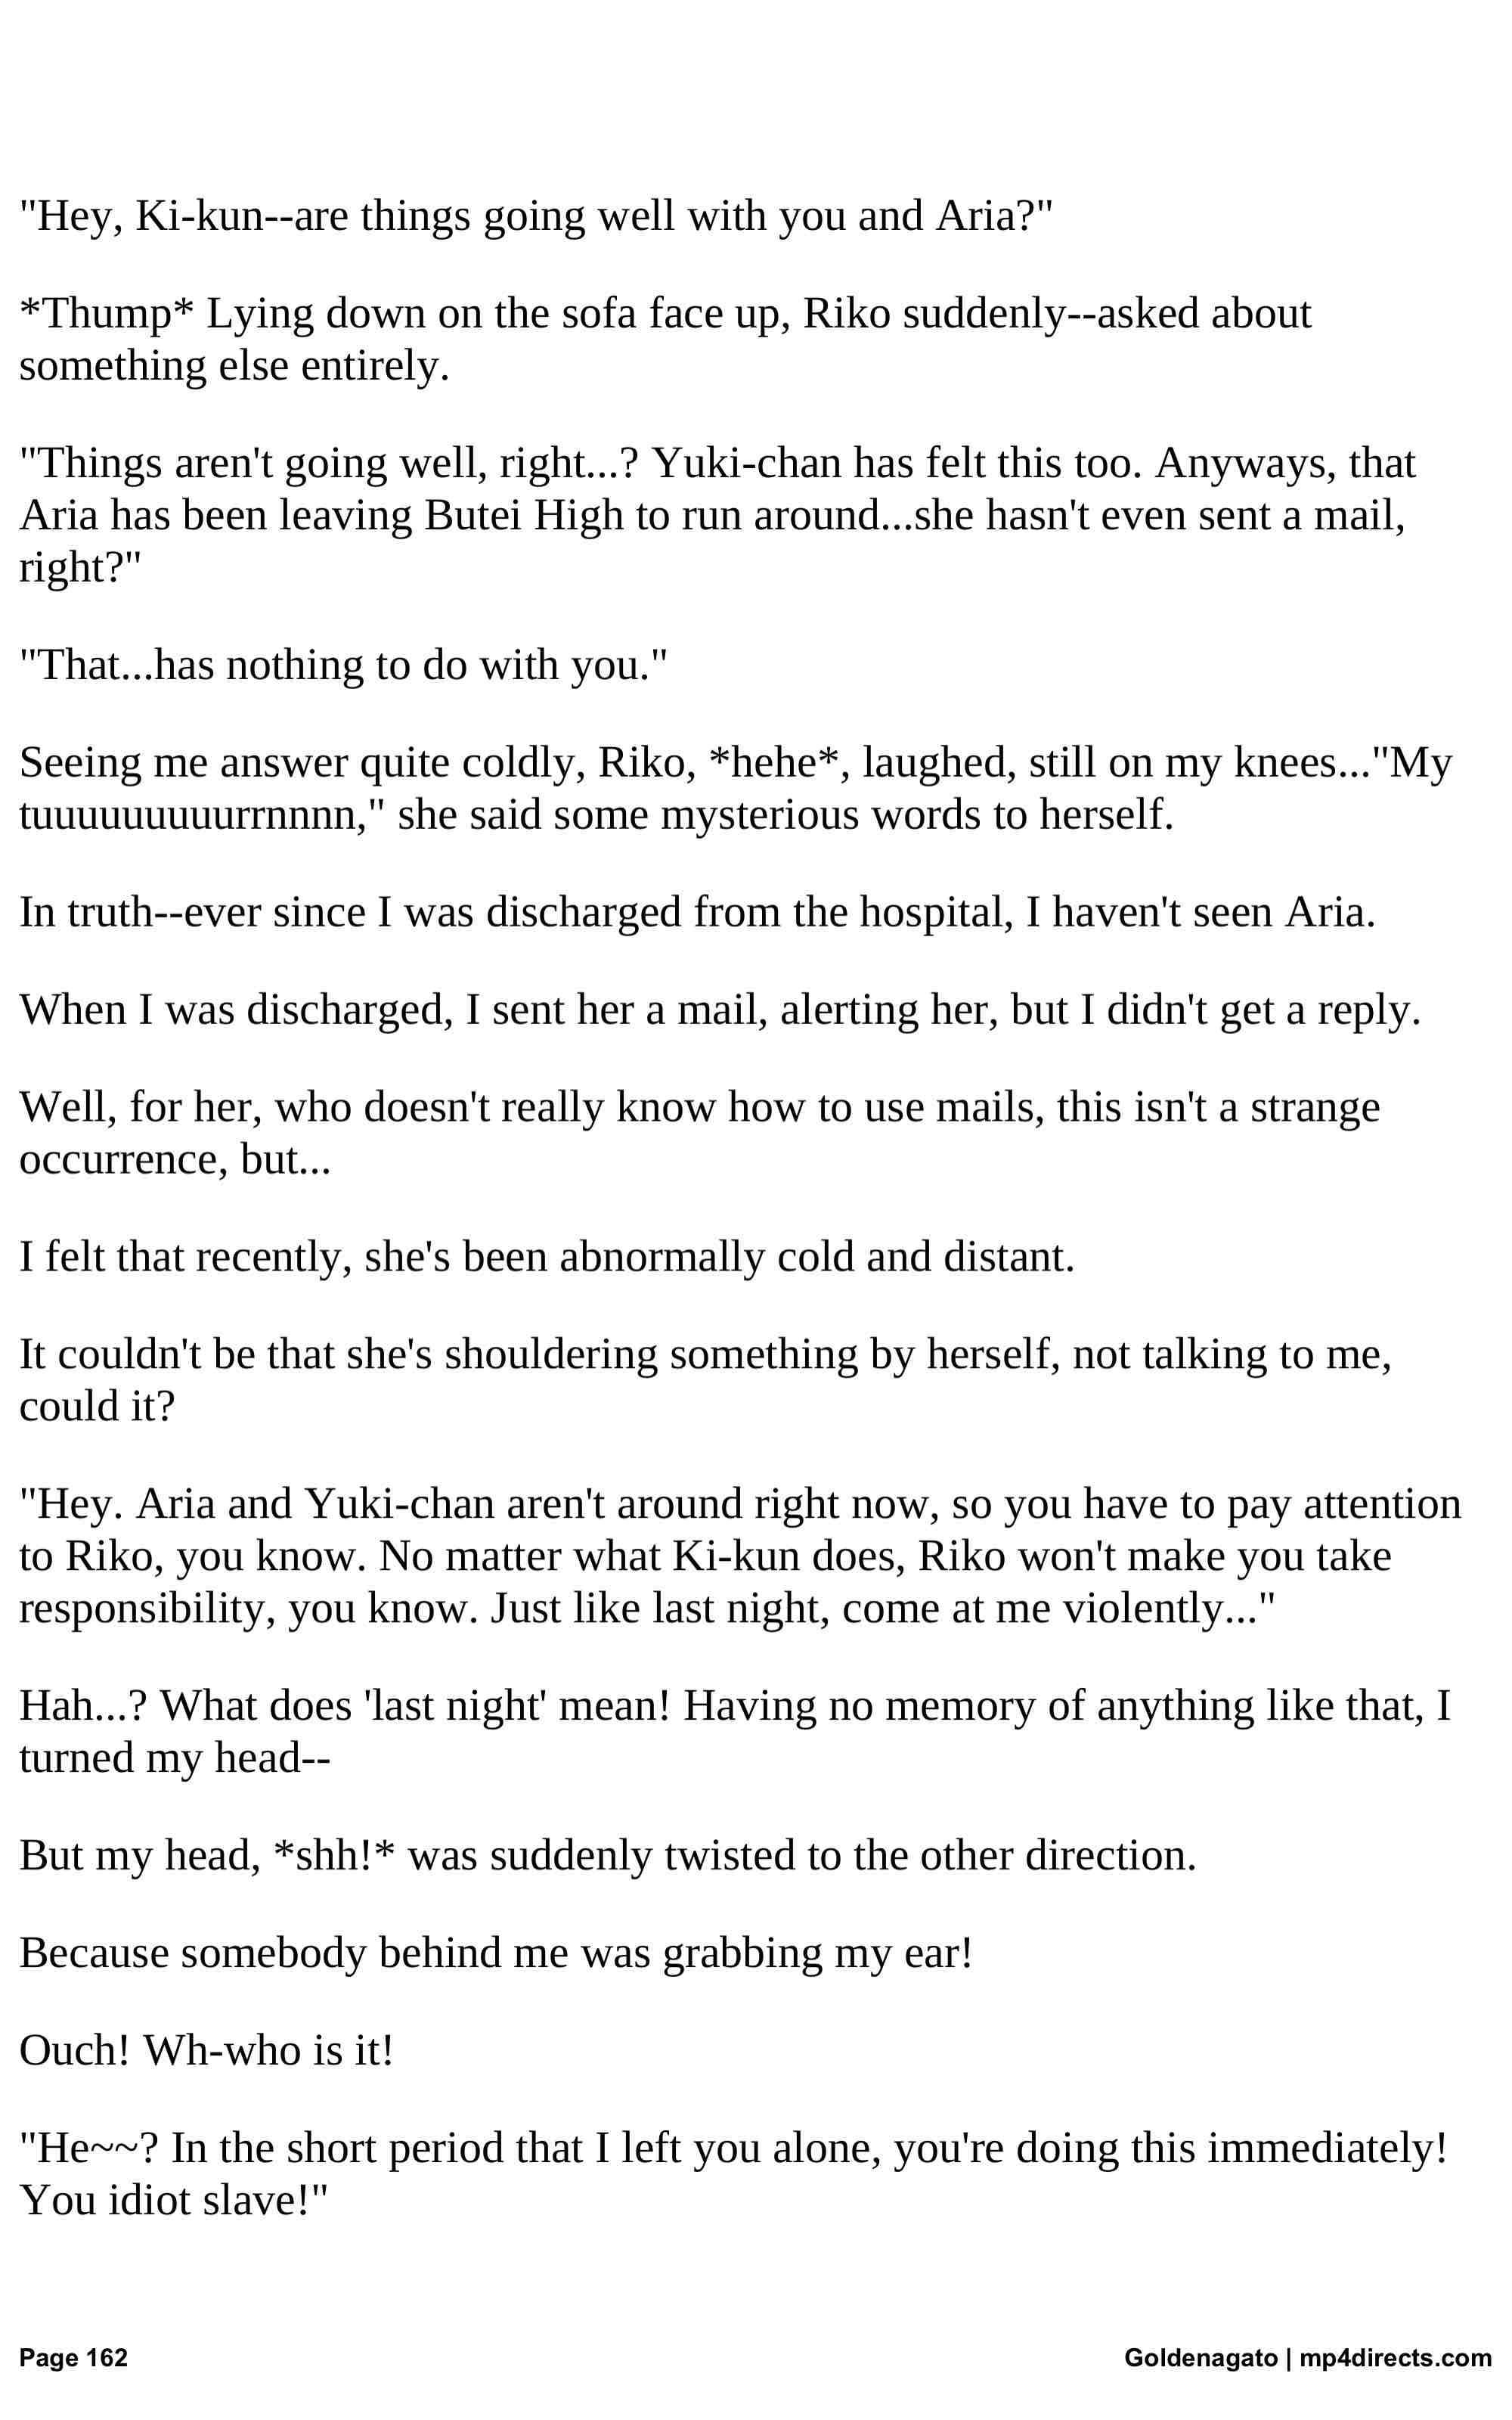 "Hey, Ki-kun--are things going well with you and Aria?"
*Thump* Lying down on the sofa face up, Riko suddenly--asked about
something else entirely.
"Things aren't going well, right...? Yuki-chan has felt this too. Anyways, that
Aria has been leaving Butei High to run around...she hasn't even sent a mail,
right?"
"That...has nothing to do with you."
Seeing me answer quite coldly, Riko, *hehe*, laughed, still on my knees..."My
tuuuuuuuuuurrnnnn," she said some mysterious words to herself.
In truth--ever since I was discharged from the hospital, I haven't seen Aria.
When I was discharged, I sent her a mail, alerting her, but I didn't get a reply.
Well, for her, who doesn't really know how to use mails, this isn't a strange
occurrence, but...
I felt that recently, she's been abnormally cold and distant.
It couldn't be that she's shouldering something by herself, not talking to me,
could it?
"Hey. Aria and Yuki-chan aren't around right now, so you have to pay attention
to Riko, you know. No matter what Ki-kun does, Riko won't make you take
responsibility, you know. Just like last night, come at me violently..."
Hah...? What does 'last night' mean! Having no memory of anything like that, I
turned my head--
But my head, *shh!* was suddenly twisted to the other direction.
Because somebody behind me was grabbing my ear!
Ouch! Wh-who is it!
"He~~? In the short period that I left you alone, you're doing this immediately!
You idiot slave!"
Page 162
Goldenagato | mp4directs.com